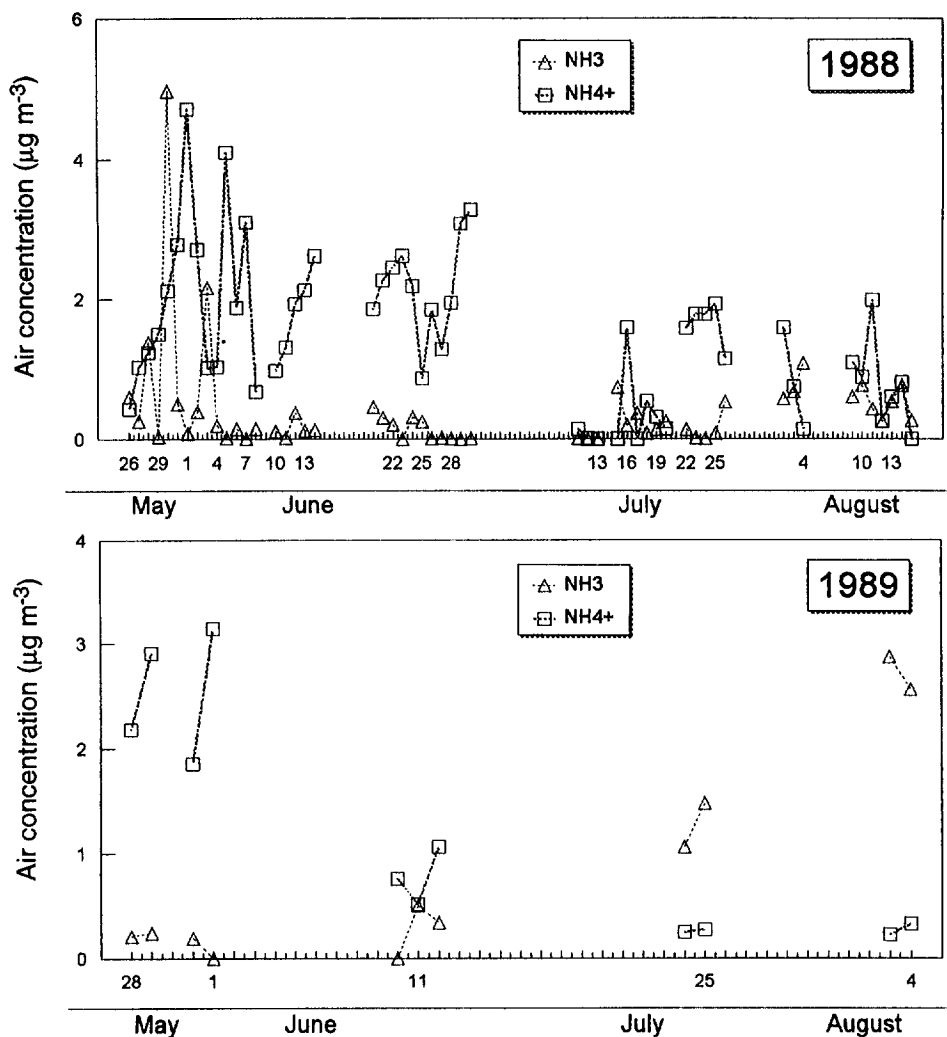 1988
NH3
NH4+
Air concentration (µg m-3)
6
4
2
0
26 29 1 4 7 10 13 22 25 28 13 16 19 22 25 4 10 13
May June July August
1989
NH3
NH4+
Air concentration (µg m-3)
4
3
2
1
0
28 1 11 25 4
May June July August